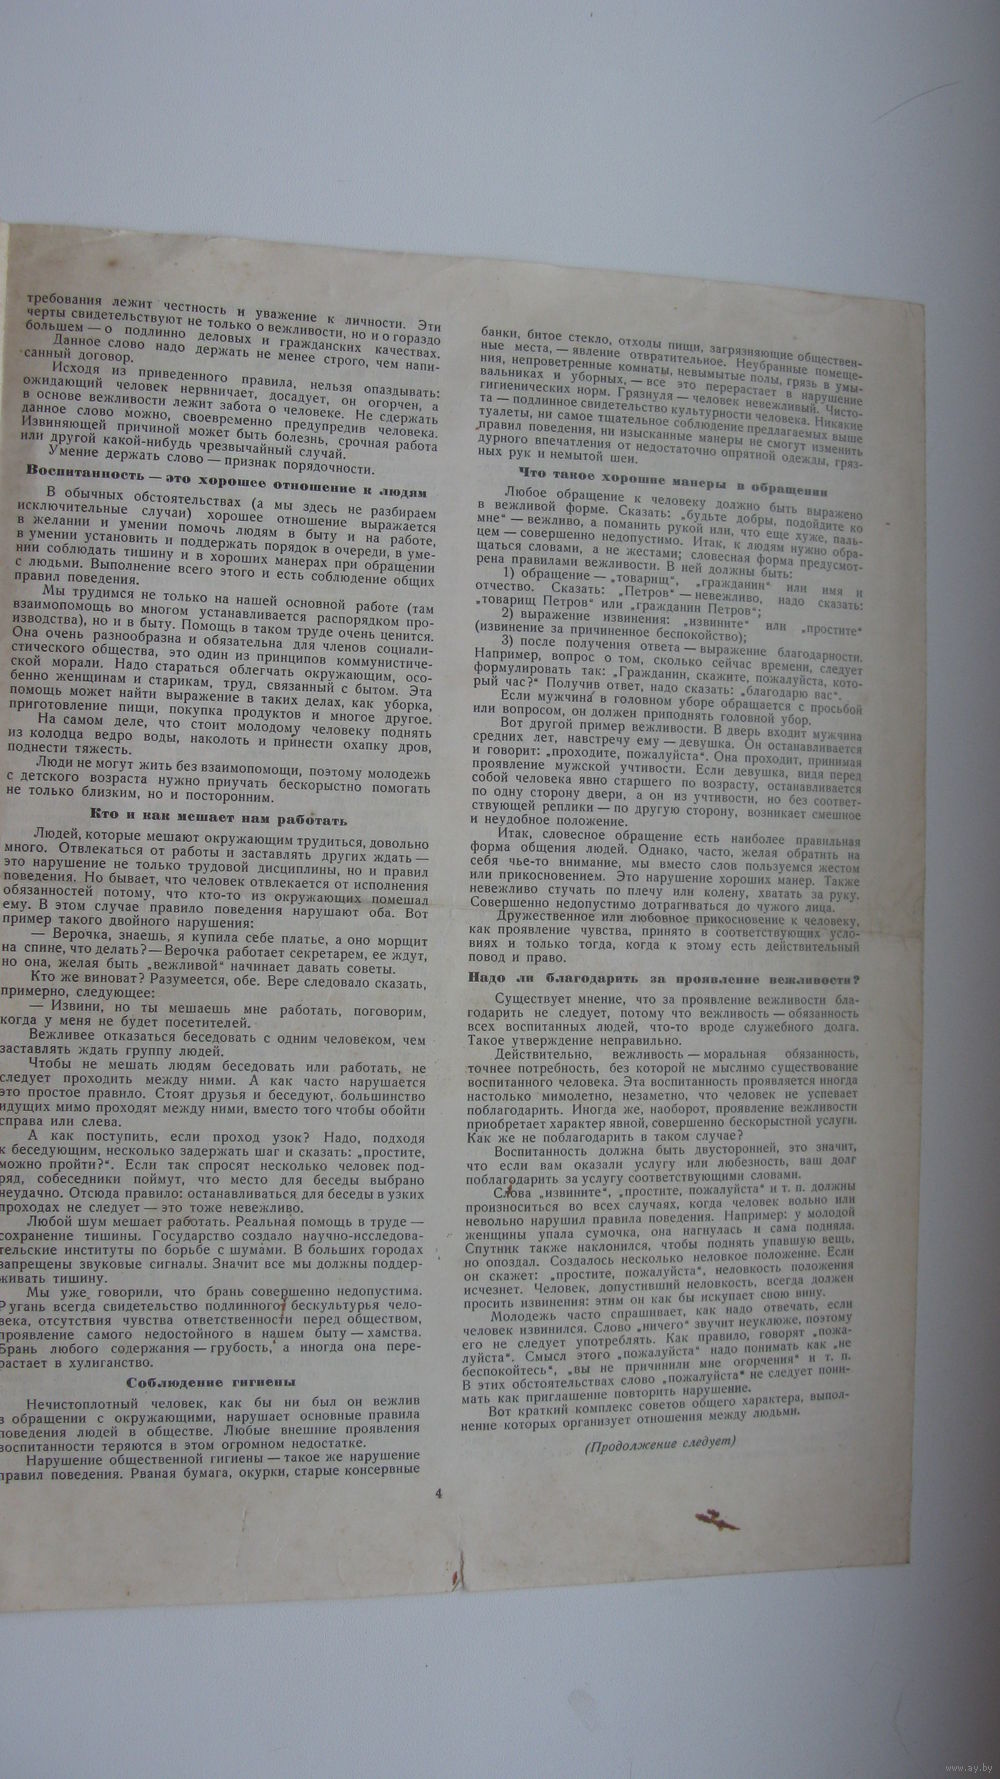 требования лежит честность и уважение к личности. Эти
черты свидетельствуют не только о вежливости, но и о гораздо
большем — о подлинно деловых и гражданских качествах.
Данное слово надо держать не менее строго, чем напи-
санный договор.
Исходя из приведенного правила, нельзя опаздывать:
ожидающий человек нервничает, досадует, он огорчен, а
в основе вежливости лежит забота о человеке. Не сдержать
данное слово можно, своевременно предупредив человека.
Извиняющей причиной может быть болезнь, срочная работа
или другой какой-нибудь чрезвычайный случай.
Умение держать слово — признак порядочности.
Воспитанность — это хорошее отношение к людям
В обычных обстоятельствах (а мы здесь не разбираем
исключительные случаи) хорошее отношение выражается
в желании и умении помочь людям в быту и на работе,
в умении установить и поддержать порядок в очереди, в уме-
нии соблюдать тишину и в хороших манерах при обращении
с людьми. Выполнение всего этого и есть соблюдение общих
правил поведения.
Мы трудимся не только на нашей основной работе (там
взаимопомощь во многом устанавливается распорядком про-
изводства), но и в быту. Помощь в таком труде очень ценится.
Она очень разнообразна и обязательна для членов социали-
стического общества, это один из принципов коммунистиче-
ской морали. Надо стараться облегчать окружающим, осо-
бенно женщинам и старикам, труд, связанный с бытом. Эта
помощь может найти выражение в таких делах, как уборка,
приготовление пищи, покупка продуктов и многое другое.
На самом деле, что стоит молодому человеку поднять
из колодца ведро воды, наколоть и принести охапку дров,
поднести тяжесть.
Люди не могут жить без взаимопомощи, поэтому молодежь
с детского возраста нужно приучать бескорыстно помогать
не только близким, но и посторонним.
Кто и как мешает нам работать
Людей, которые мешают окружающим трудиться, довольно
много. Отвлекаться от работы и заставлять других ждать —
это нарушение не только трудовой дисциплины, но и правил
поведения. Но бывает, что человек отвлекается от исполнения
обязанностей потому, что кто-то из окружающих помешал
ему. В этом случае правило поведения нарушают оба. Вот
пример такого двойного нарушения:
— Верочка, знаешь, я купила себе платье, а оно морщит
на спине, что делать? — Верочка работает секретарем, ее ждут,
но она, желая быть „вежливой“ начинает давать советы.
Кто же виноват? Разумеется, обе. Вере следовало сказать,
примерно, следующее:
— Извини, но ты мешаешь мне работать, поговорим,
когда у меня не будет посетителей.
Вежливее отказаться беседовать с одним человеком, чем
заставлять ждать группу людей.
Чтобы не мешать людям беседовать или работать, не
следует проходить между ними. А как часто нарушается
это простое правило. Стоят друзья и беседуют, большинство
идущих мимо проходят между ними, вместо того чтобы обойти
справа или слева.
А как поступить, если проход узок? Надо, подходя
к беседующим, несколько задержать шаг и сказать: „простите,
можно пройти?“. Если так спросят несколько человек под-
ряд, собеседники поймут, что место для беседы выбрано
неудачно. Отсюда правило: останавливаться для беседы в узких
проходах не следует — это тоже невежливо.
Любой шум мешает работать. Реальная помощь в труде —
сохранение тишины. Государство создало научно-исследова-
тельские институты по борьбе с шумами. В больших городах
запрещены звуковые сигналы. Значит все мы должны поддер-
живать тишину.
Мы уже говорили, что брань совершенно недопустима.
Ругань всегда свидетельство подлинного бескультурья чело-
века, отсутствия чувства ответственности перед обществом,
проявление самого недостойного в нашем быту — хамства.
Брань любого содержания — грубость, а иногда она пере-
растает в хулиганство.
Соблюдение гигиены
Нечистоплотный человек, как бы ни был он вежлив
в обращении с окружающими, нарушает основные правила
поведения людей в обществе. Любые внешние проявления
воспитанности теряются в этом огромном недостатке.
Нарушение общественной гигиены — такое же нарушение
правил поведения. Рваная бумага, окурки, старые консервные
банки, битое стекло, отходы пищи, загрязняющие обществен-
ные места, — явление отвратительное. Неубранные помеще-
ния, непроветренные комнаты, невымытые полы, грязь в умы-
вальниках и уборных, — все это перерастает в нарушение
гигиенических норм. Грязнуля — человек невежливый. Чисто-
та — подлинное свидетельство культурности человека. Никакие
туалеты, ни самое тщательное соблюдение предлагаемых выше
правил поведения, ни изысканные манеры не смогут изменить
дурного впечатления от недостаточно опрятной одежды, гряз-
ных рук и немытой шеи.
Что такое хорошие манеры в обращении
Любое обращение к человеку должно быть выражено
в вежливой форме. Сказать: „будьте добры, подойдите ко
мне“ — вежливо, а поманить рукой или, что еще хуже, паль-
цем — совершенно недопустимо. Итак, к людям нужно обра-
щаться словами, а не жестами; словесная форма предусмот-
рена правилами вежливости. В ней должны быть:
1) обращение — „товарищ“, „гражданин“ или имя и
отчество. Сказать: „Петров“ — невежливо, надо сказать:
„товарищ Петров“ или „гражданин Петров“;
2) выражение извинения: „извините“ или „простите“
(извинение за причиненное беспокойство);
3) после получения ответа — выражение благодарности.
Например, вопрос о том, сколько сейчас времени, следует
формулировать так: „Гражданин, скажите, пожалуйста, кото-
рый час?“ Получив ответ, надо сказать: „благодарю вас“.
Если мужчина в головном уборе обращается с просьбой
или вопросом, он должен приподнять головной убор.
Вот другой пример вежливости. В дверь входит мужчина
средних лет, навстречу ему — девушка. Он останавливается
и говорит: „проходите, пожалуйста“. Она проходит, принимая
проявление мужской учтивости. Если девушка, видя перед
собой человека явно старшего по возрасту, останавливается
по одну сторону двери, а он из учтивости, но без соответ-
ствующей реплики — по другую сторону, возникает смешное
и неудобное положение.
Итак, словесное обращение есть наиболее правильная
форма общения людей. Однако, часто, желая обратить на
себя чье-то внимание, мы вместо слов пользуемся жестом
или прикосновением. Это нарушение хороших манер. Также
невежливо стучать по плечу или колену, хватать за руку.
Совершенно недопустимо дотрагиваться до чужого лица.
Дружественное или любовное прикосновение к человеку,
как проявление чувства, принято в соответствующих усло-
виях и только тогда, когда к этому есть действительный
повод и право.
Надо ли благодарить за проявление вежливости?
Существует мнение, что за проявление вежливости бла-
годарить не следует, потому что вежливость — обязанность
всех воспитанных людей, что-то вроде служебного долга.
Такое утверждение неправильно.
Действительно, вежливость — моральная обязанность,
точнее потребность, без которой не мыслимо существование
воспитанного человека. Эта воспитанность проявляется иногда
настолько мимолетно, незаметно, что человек не успевает
поблагодарить. Иногда же, наоборот, проявление вежливости
приобретает характер явной, совершенно бескорыстной услуги.
Как же не поблагодарить в таком случае?
Воспитанность должна быть двусторонней, это значит,
что если вам оказали услугу или любезность, ваш долг
поблагодарить за услугу соответствующими словами.
Слова „извините“, „простите, пожалуйста“ и т. п. должны
произноситься во всех случаях, когда человек вольно или
невольно нарушил правила поведения. Например: у молодой
женщины упала сумочка, она нагнулась и сама подняла.
Спутник также наклонился, чтобы поднять упавшую вещь,
но опоздал. Создалось несколько неловкое положение. Если
он скажет: „простите, пожалуйста“, неловкость положения
исчезнет. Человек, допустивший неловкость, всегда должен
просить извинения: этим он как бы искупает свою вину.
Молодежь часто спрашивает, как надо отвечать, если
человек извинился. Слово „ничего“ звучит неуклюже, поэтому
его не следует употреблять. Как правило, говорят „пожа-
луйста“. Смысл этого „пожалуйста“ надо понимать как „не
беспокойтесь“, „вы не причинили мне огорчения“ и т. п.
В этих обстоятельствах слово „пожалуйста“ не следует пони-
мать как приглашение повторить нарушение.
Вот краткий комплекс советов общего характера, выпол-
нение которых организует отношения между людьми.
(Продолжение следует)
4
www.ay.by